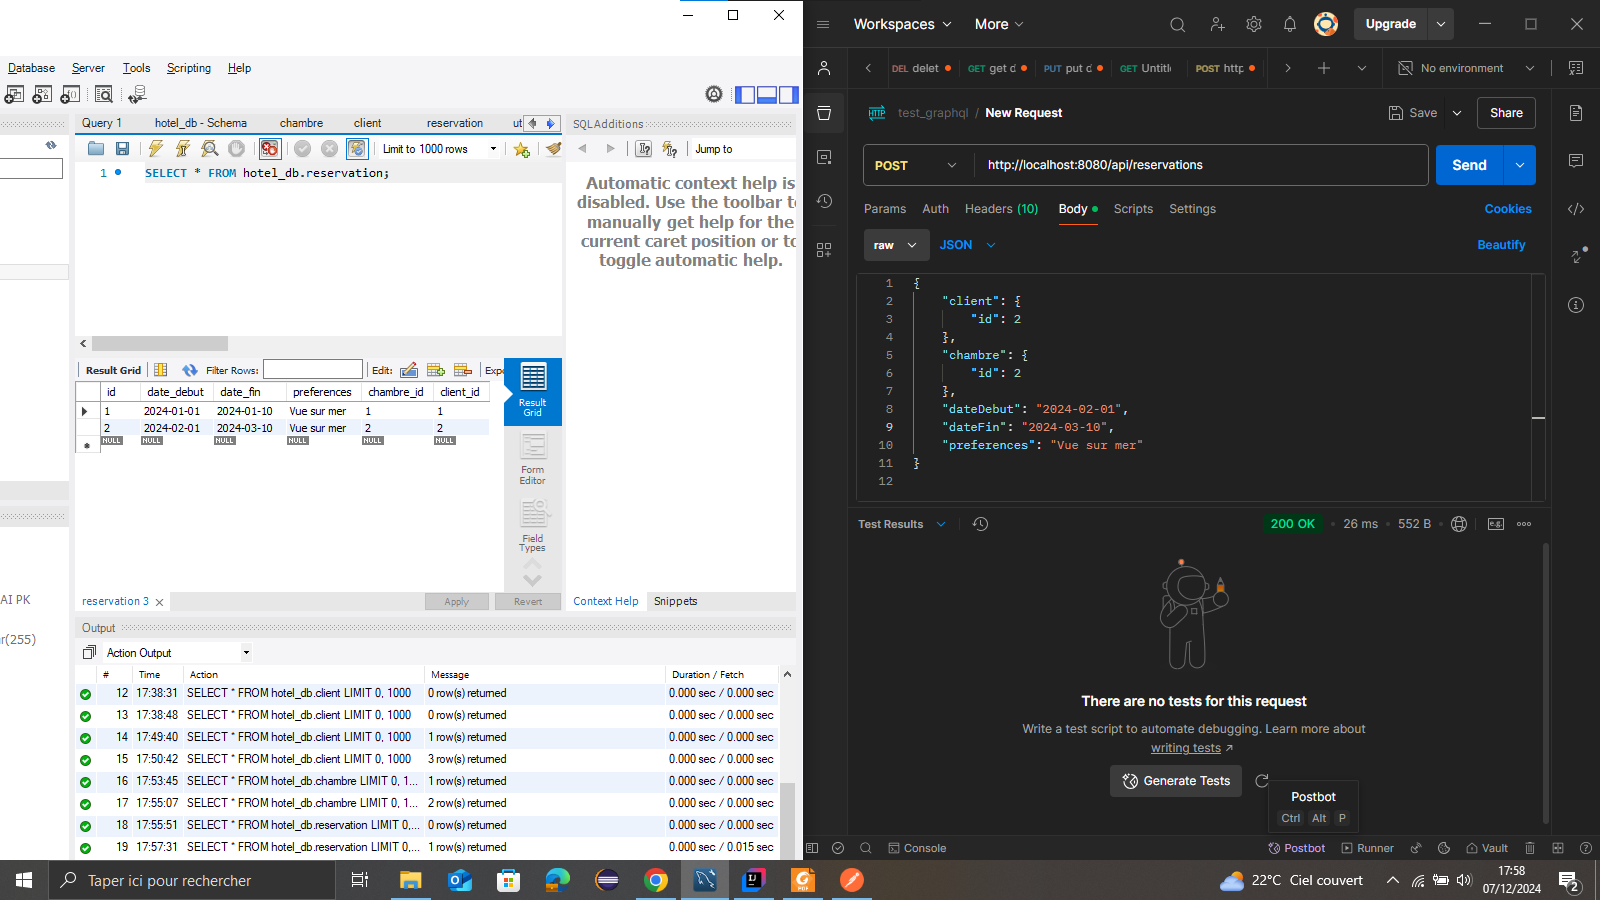 Database Server Tools Scripting Help
Query 1 hotel_db - Schema chambre client reservation ut
Limit to 1000 rows
1 SELECT * FROM hotel_db.reservation;
Result Grid Filter Rows: Edit: Expo
id date_debut date_fin preferences chambre_id client_id
1 2024-01-01 2024-01-10 Vue sur mer 1 1
2 2024-02-01 2024-03-10 Vue sur mer 2 2
NULL NULL NULL NULL NULL NULL
Result
Grid
Form
Editor
Field
Types
AI PK
r(255)
reservation 3 Apply Revert
SQLAdditions
Jump to
Automatic context help is
disabled. Use the toolbar to
manually get help for the
current caret position or to
toggle automatic help.
Context Help Snippets
Output
Action Output
# Time Action Message Duration / Fetch
12 17:38:31 SELECT * FROM hotel_db.client LIMIT 0, 1000 0 row(s) returned 0.000 sec / 0.000 sec
13 17:38:48 SELECT * FROM hotel_db.client LIMIT 0, 1000 0 row(s) returned 0.000 sec / 0.000 sec
14 17:49:40 SELECT * FROM hotel_db.client LIMIT 0, 1000 1 row(s) returned 0.000 sec / 0.000 sec
15 17:50:42 SELECT * FROM hotel_db.client LIMIT 0, 1000 3 row(s) returned 0.000 sec / 0.000 sec
16 17:53:45 SELECT * FROM hotel_db.chambre LIMIT 0, 1... 1 row(s) returned 0.000 sec / 0.000 sec
17 17:55:07 SELECT * FROM hotel_db.chambre LIMIT 0, 1... 2 row(s) returned 0.000 sec / 0.000 sec
18 17:55:51 SELECT * FROM hotel_db.reservation LIMIT 0,... 0 row(s) returned 0.000 sec / 0.000 sec
19 17:57:31 SELECT * FROM hotel_db.reservation LIMIT 0,... 1 row(s) returned 0.000 sec / 0.015 sec
Workspaces More Upgrade
DEL delet GET get d PUT put d GET Untitl POST http No environment
HTTP test_graphql / New Request Save Share
POST http://localhost:8080/api/reservations Send
Params Auth Headers (10) Body Scripts Settings Cookies
raw JSON Beautify
1 {
2 "client": {
3 "id": 2
4 },
5 "chambre": {
6 "id": 2
7 },
8 "dateDebut": "2024-02-01",
9 "dateFin": "2024-03-10",
10 "preferences": "Vue sur mer"
11 }
12
Test Results 200 OK • 26 ms • 552 B e.g.
There are no tests for this request
Write a test script to automate debugging. Learn more about
writing tests
Generate Tests
Postbot
Ctrl Alt P
Console Postbot Runner Vault
Taper ici pour rechercher 22°C Ciel couvert 17:58
07/12/2024 2